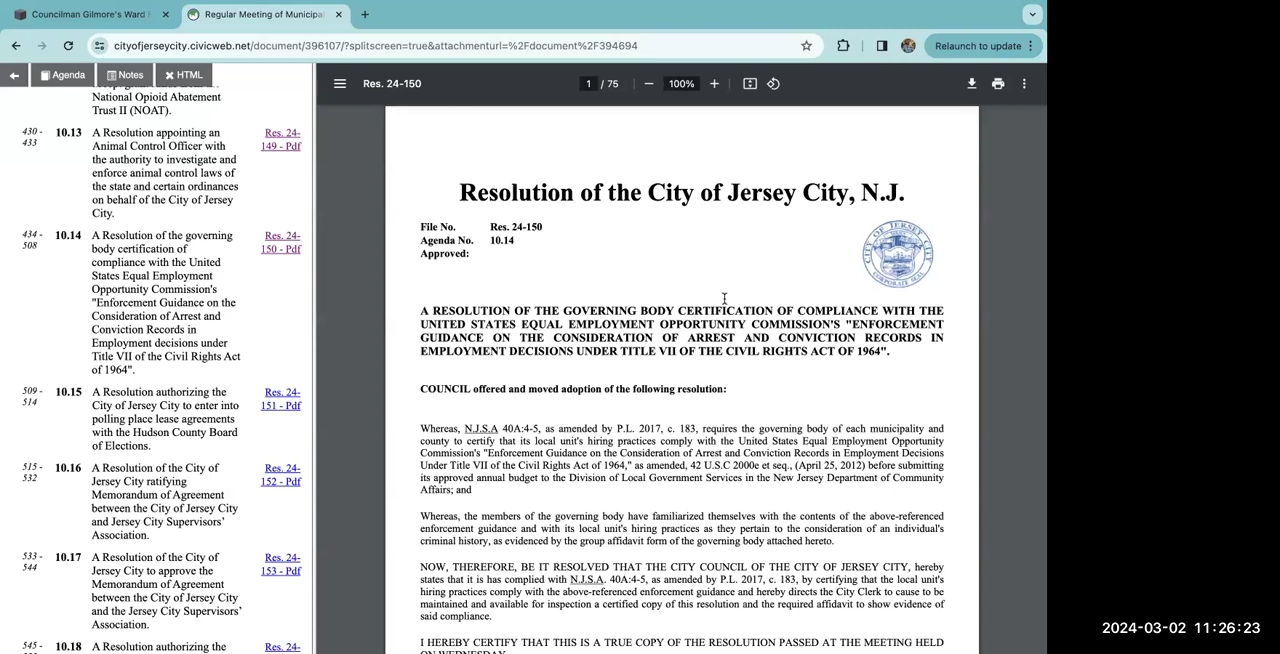 Councilman Gilmore's Ward
Regular Meeting of Municipa
cityofjerseycity.civicweb.net/document/396107/?splitscreen=true&attachmenturl=%2Fdocument%2F394694
Relaunch to update
Agenda
Notes
HTML
Res. 24-150
1 / 75
100%
National Opioid Abatement
Trust II (NOAT).
430 -
433
10.13
A Resolution appointing an
Animal Control Officer with
the authority to investigate and
enforce animal control laws of
the state and certain ordinances
on behalf of the City of Jersey
City.
Res. 24-
149 - Pdf
434 -
508
10.14
A Resolution of the governing
body certification of
compliance with the United
States Equal Employment
Opportunity Commission's
"Enforcement Guidance on the
Consideration of Arrest and
Conviction Records in
Employment decisions under
Title VII of the Civil Rights Act
of 1964".
Res. 24-
150 - Pdf
509 -
514
10.15
A Resolution authorizing the
City of Jersey City to enter into
polling place lease agreements
with the Hudson County Board
of Elections.
Res. 24-
151 - Pdf
515 -
532
10.16
A Resolution of the City of
Jersey City ratifying
Memorandum of Agreement
between the City of Jersey City
and Jersey City Supervisors'
Association.
Res. 24-
152 - Pdf
533 -
544
10.17
A Resolution of the City of
Jersey City to approve the
Memorandum of Agreement
between the City of Jersey City
and the Jersey City Supervisors'
Association.
Res. 24-
153 - Pdf
545 -
10.18
A Resolution authorizing the
Res. 24-
Resolution of the City of Jersey City, N.J.
File No. Res. 24-150
Agenda No. 10.14
Approved:
CITY OF JERSEY CITY
CORPORATE SEAL
A RESOLUTION OF THE GOVERNING BODY CERTIFICATION OF COMPLIANCE WITH THE
UNITED STATES EQUAL EMPLOYMENT OPPORTUNITY COMMISSION'S "ENFORCEMENT
GUIDANCE ON THE CONSIDERATION OF ARREST AND CONVICTION RECORDS IN
EMPLOYMENT DECISIONS UNDER TITLE VII OF THE CIVIL RIGHTS ACT OF 1964".
COUNCIL offered and moved adoption of the following resolution:
Whereas, N.J.S.A 40A:4-5, as amended by P.L. 2017, c. 183, requires the governing body of each municipality and
county to certify that its local unit's hiring practices comply with the United States Equal Employment Opportunity
Commission's "Enforcement Guidance on the Consideration of Arrest and Conviction Records in Employment Decisions
Under Title VII of the Civil Rights Act of 1964," as amended, 42 U.S.C 2000e et seq., (April 25, 2012) before submitting
its approved annual budget to the Division of Local Government Services in the New Jersey Department of Community
Affairs; and
Whereas, the members of the governing body have familiarized themselves with the contents of the above-referenced
enforcement guidance and with its local unit's hiring practices as they pertain to the consideration of an individual's
criminal history, as evidenced by the group affidavit form of the governing body attached hereto.
NOW, THEREFORE, BE IT RESOLVED THAT THE CITY COUNCIL OF THE CITY OF JERSEY CITY, hereby
states that it is has complied with N.J.S.A. 40A:4-5, as amended by P.L. 2017, c. 183, by certifying that the local unit's
hiring practices comply with the above-referenced enforcement guidance and hereby directs the City Clerk to cause to be
maintained and available for inspection a certified copy of this resolution and the required affidavit to show evidence of
said compliance.
I HEREBY CERTIFY THAT THIS IS A TRUE COPY OF THE RESOLUTION PASSED AT THE MEETING HELD
ON WEDNESDAY
2024-03-02 11:26:23